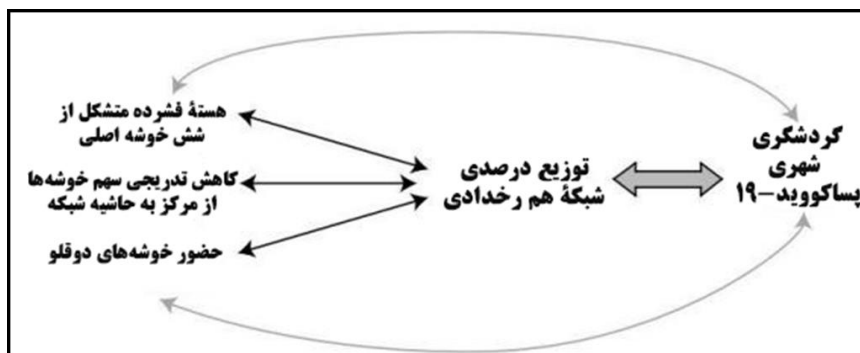 هستهٔ فشرده متشکل از
شش خوشه اصلی
کاهش تدریجی سهم خوشه‌ها
از مرکز به حاشیه شبکه
حضور خوشه‌های دوقلو
توزیع درصدی
شبکهٔ هم رخدادی
گردشگری
شهری
پساکووید-۱۹